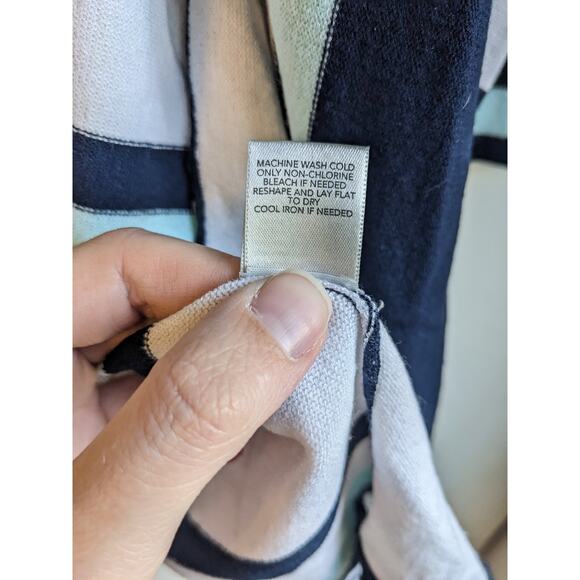 MACHINE WASH COLD
ONLY NON-CHLORINE
BLEACH IF NEEDED
RESHAPE AND LAY FLAT
TO DRY
COOL IRON IF NEEDED